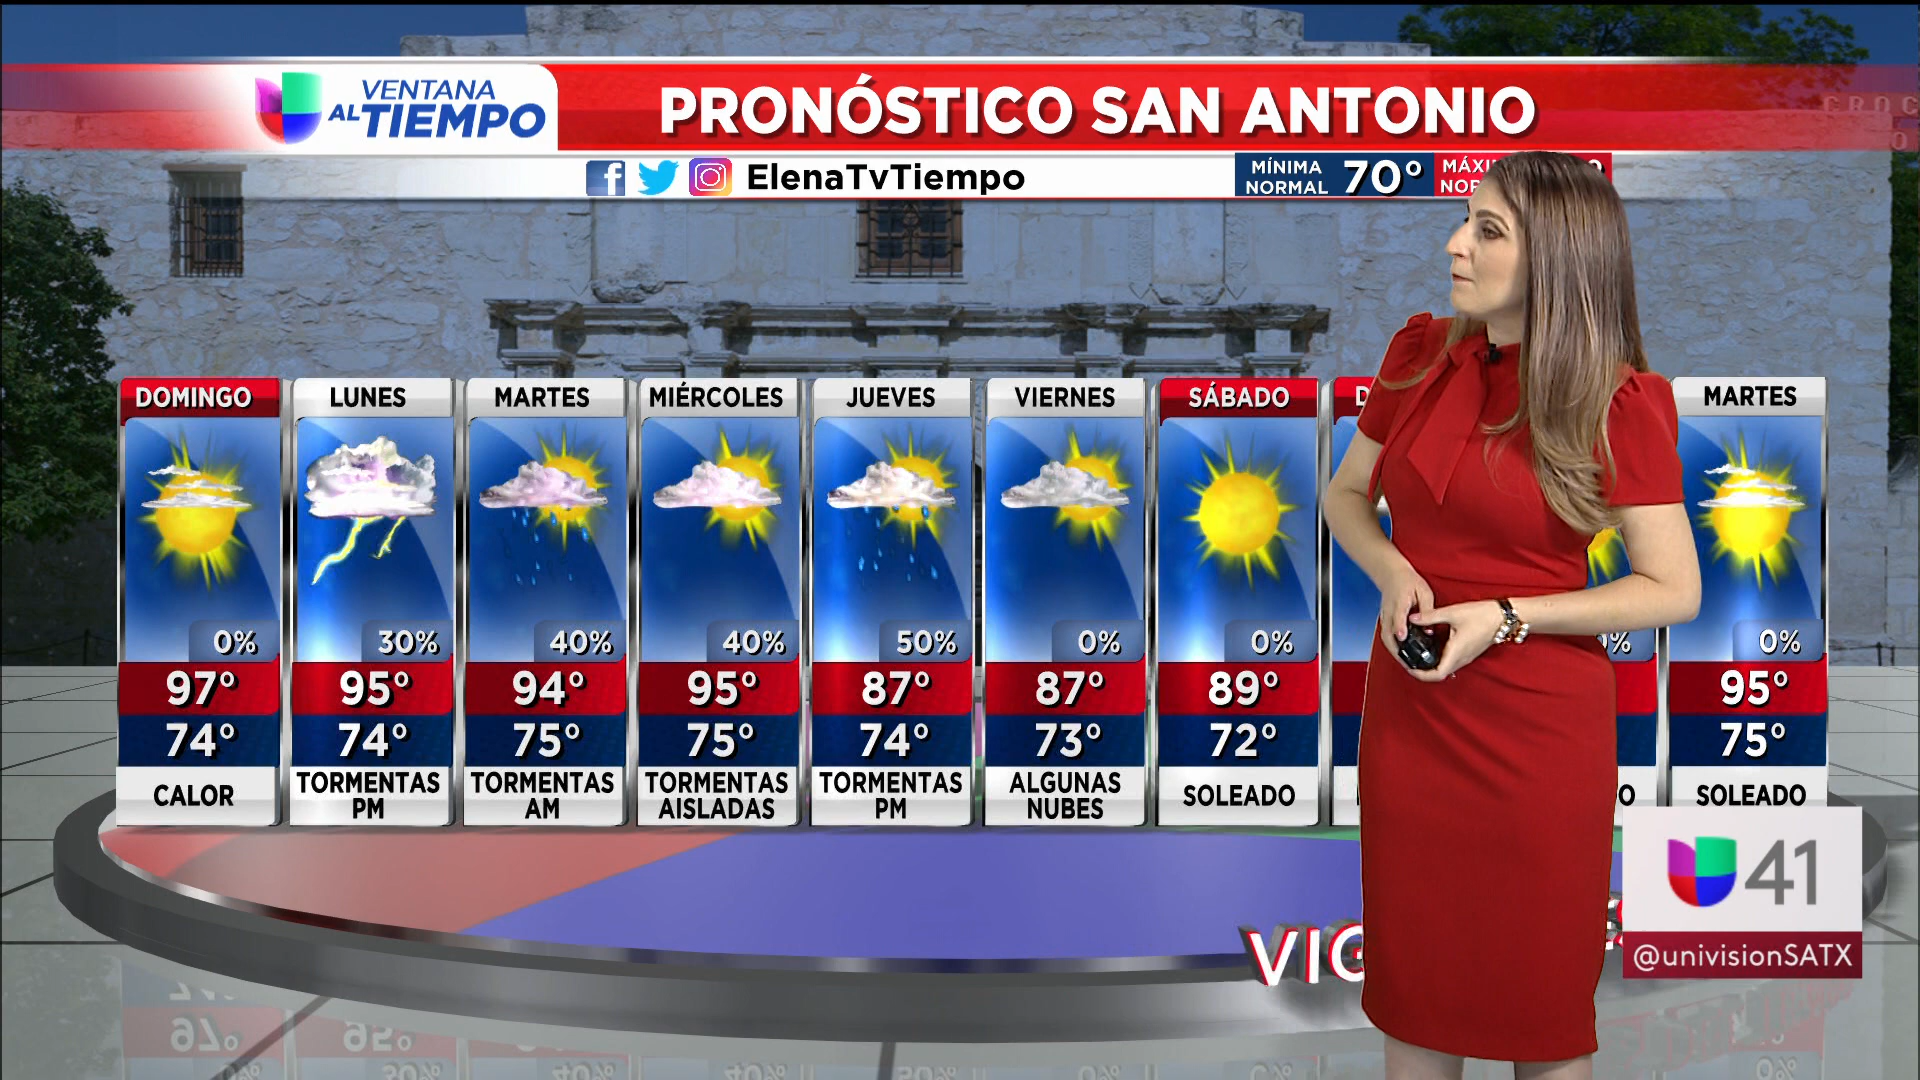 VENTANA
AL TIEMPO
PRONÓSTICO SAN ANTONIO
ElenaTvTiempo
MÍNIMA
NORMAL
70°
DOMINGO
0%
97°
74°
CALOR
LUNES
30%
95°
74°
TORMENTAS
PM
MARTES
40%
94°
75°
TORMENTAS
AM
MIÉRCOLES
40%
95°
75°
TORMENTAS
AISLADAS
JUEVES
50%
87°
74°
TORMENTAS
PM
VIERNES
0%
87°
73°
ALGUNAS
NUBES
SÁBADO
0%
89°
72°
SOLEADO
MARTES
0%
95°
75°
SOLEADO
41
@univisionSATX